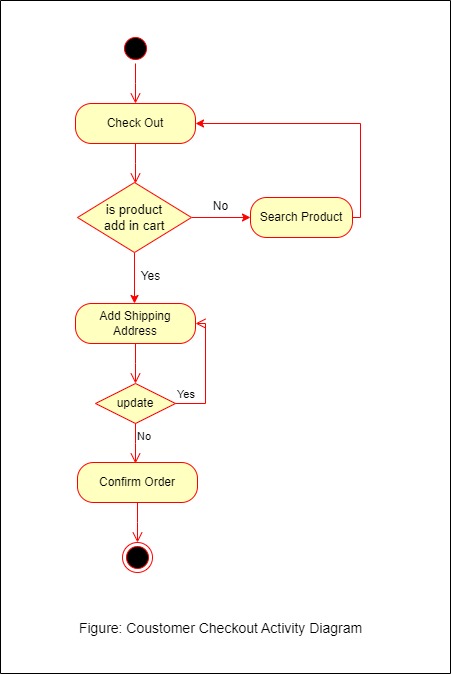 Check Out
is product
add in cart
No
Search Product
Yes
Add Shipping
Address
update
Yes
No
Confirm Order
Figure: Coustomer Checkout Activity Diagram